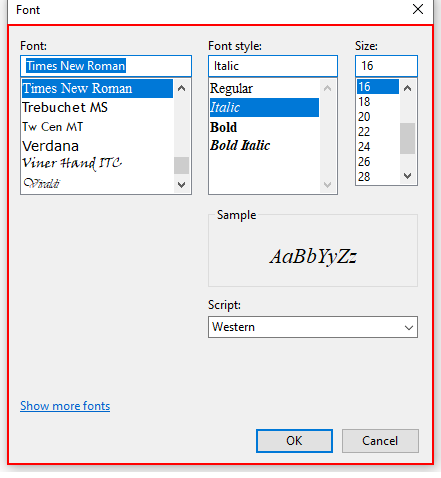 Font
Font:
Times New Roman
Times New Roman
Trebuchet MS
Tw Cen MT
Verdana
Viner Hand ITC
Vivaldi
Font style:
Italic
Regular
Italic
Bold
Bold Italic
Size:
16
16
18
20
22
24
26
28
Sample
AaBbYyZz
Script:
Western
Show more fonts
OK
Cancel